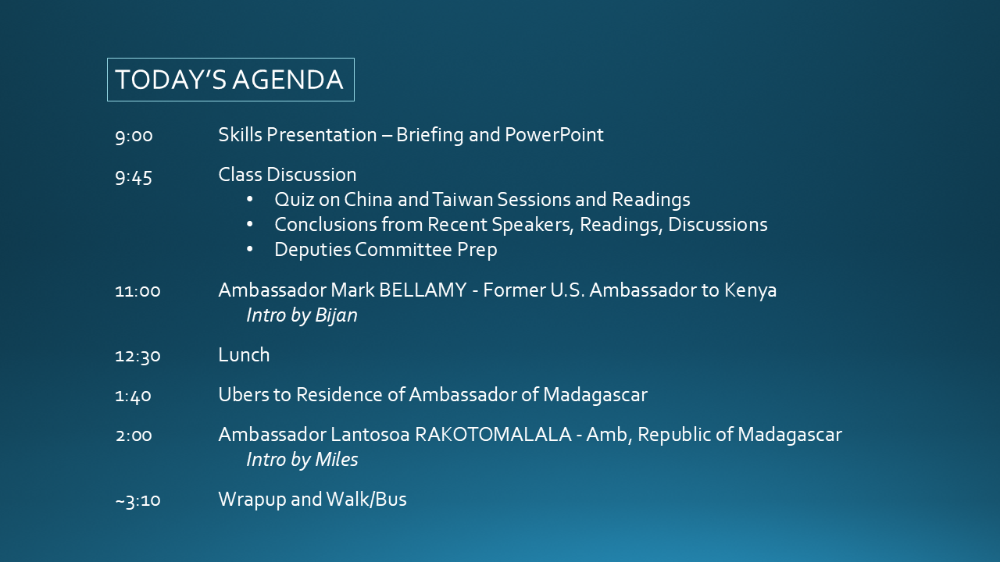 TODAY'S AGENDA
9:00 Skills Presentation – Briefing and PowerPoint
9:45 Class Discussion
• Quiz on China and Taiwan Sessions and Readings
• Conclusions from Recent Speakers, Readings, Discussions
• Deputies Committee Prep
11:00 Ambassador Mark BELLAMY - Former U.S. Ambassador to Kenya
Intro by Bijan
12:30 Lunch
1:40 Ubers to Residence of Ambassador of Madagascar
2:00 Ambassador Lantosoa RAKOTOMALALA - Amb, Republic of Madagascar
Intro by Miles
~3:10 Wrapup and Walk/Bus